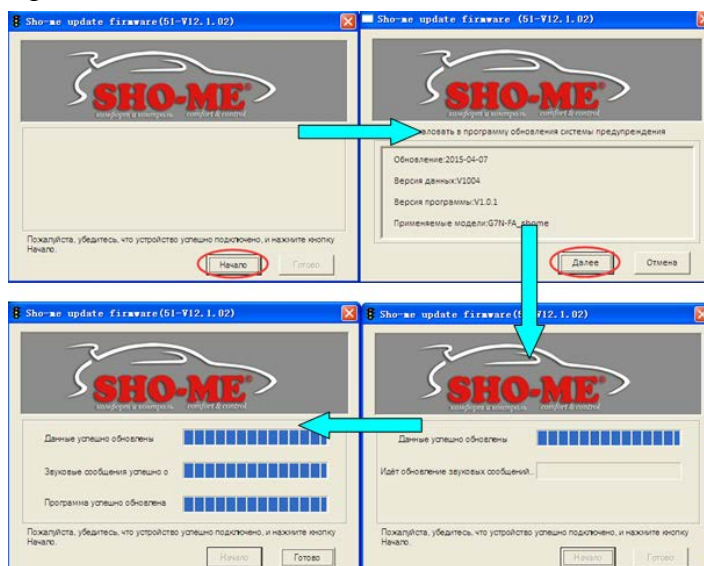 Sho-me update firmware(51-V12.1.02)
SHO-ME
комфорт и контроль comfort & control
Пожалуйста, убедитесь, что устройство успешно подключено, и нажмите кнопку
Начало.
Начало
Готово
Sho-me update firmware (51-V12.1.02)
SHO-ME
комфорт и контроль comfort & control
в программу обновления системы предупреждения
Обновление:2015-04-07
Версия данных:V1004
Версия программы:V1.0.1
Применяемые модели:G7N-FA_shome
Далее
Отмена
Sho-me update firmware(51-V12.1.02)
SHO-ME
комфорт и контроль comfort & control
Данные успешно обновлены
Звуковые сообщения успешно о
Программа успешно обновлена
Пожалуйста, убедитесь, что устройство успешно подключено, и нажмите кнопку
Начало.
Начало
Готово
Sho-me update firmware
SHO-ME
комфорт и контроль comfort & control
Данные успешно обновлены
Идёт обновление звуковых сообщений..
Пожалуйста, убедитесь, что устройство успешно подключено, и нажмите кнопку
Начало.
Начало
Готово